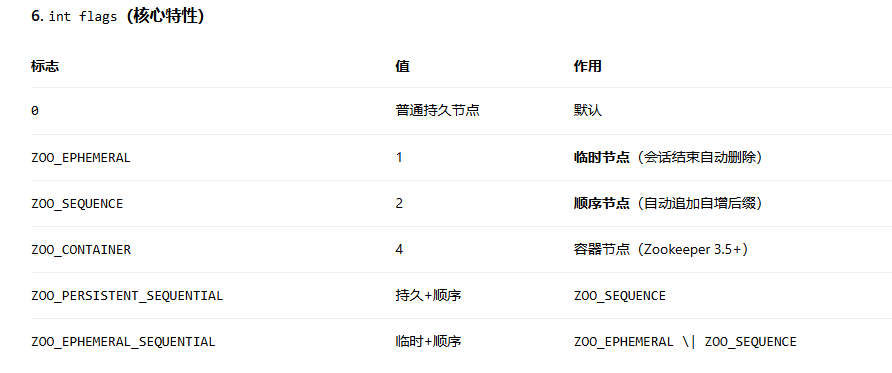 6. int flags (核心特性)
标志 值 作用
0 普通持久节点 默认
ZOO_EPHEMERAL 1 临时节点（会话结束自动删除）
ZOO_SEQUENCE 2 顺序节点（自动追加自增后缀）
ZOO_CONTAINER 4 容器节点（Zookeeper 3.5+）
ZOO_PERSISTENT_SEQUENTIAL 持久+顺序 ZOO_SEQUENCE
ZOO_EPHEMERAL_SEQUENTIAL 临时+顺序 ZOO_EPHEMERAL \| ZOO_SEQUENCE